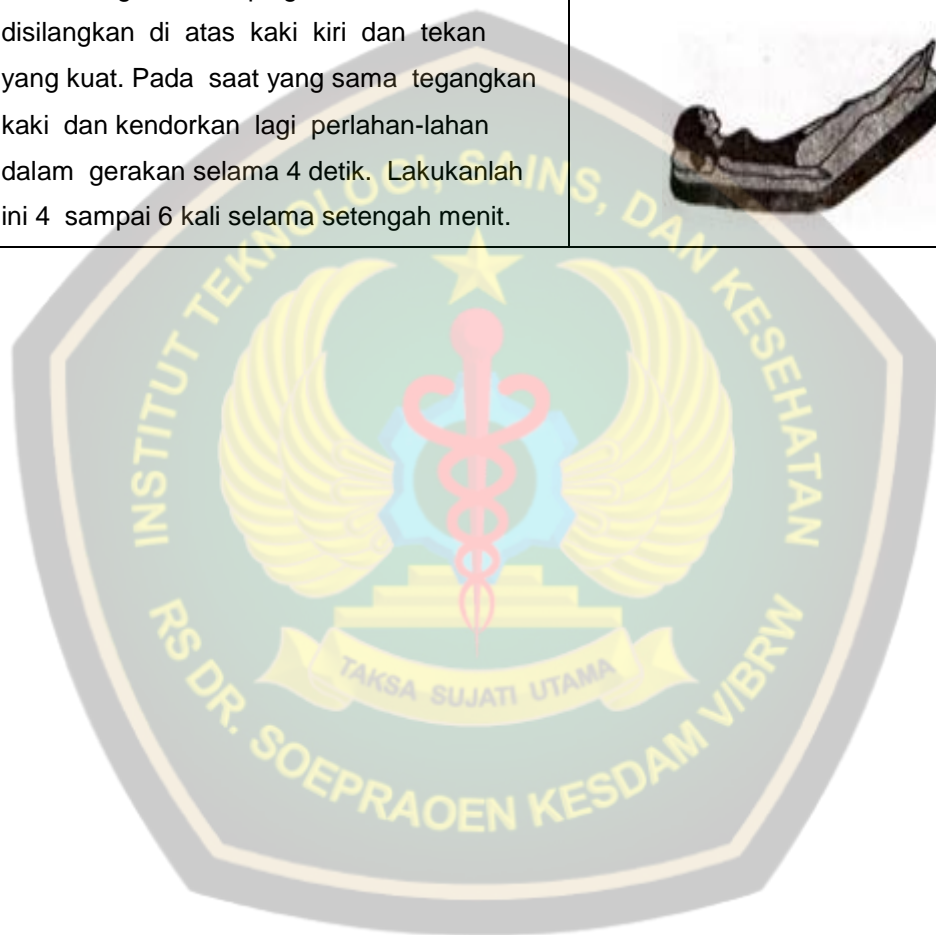 disilangkan di atas kaki kiri dan tekan
yang kuat. Pada saat yang sama tegangkan
kaki dan kendorkan lagi perlahan-lahan
dalam gerakan selama 4 detik. Lakukanlah
ini 4 sampai 6 kali selama setengah menit.
INSTITUT TEKNOLOGI, SAINS, DAN KESEHATAN
TAKSA SUJATI UTAMA
RS DR. SOEPRAOEN KESDAM V/BRW